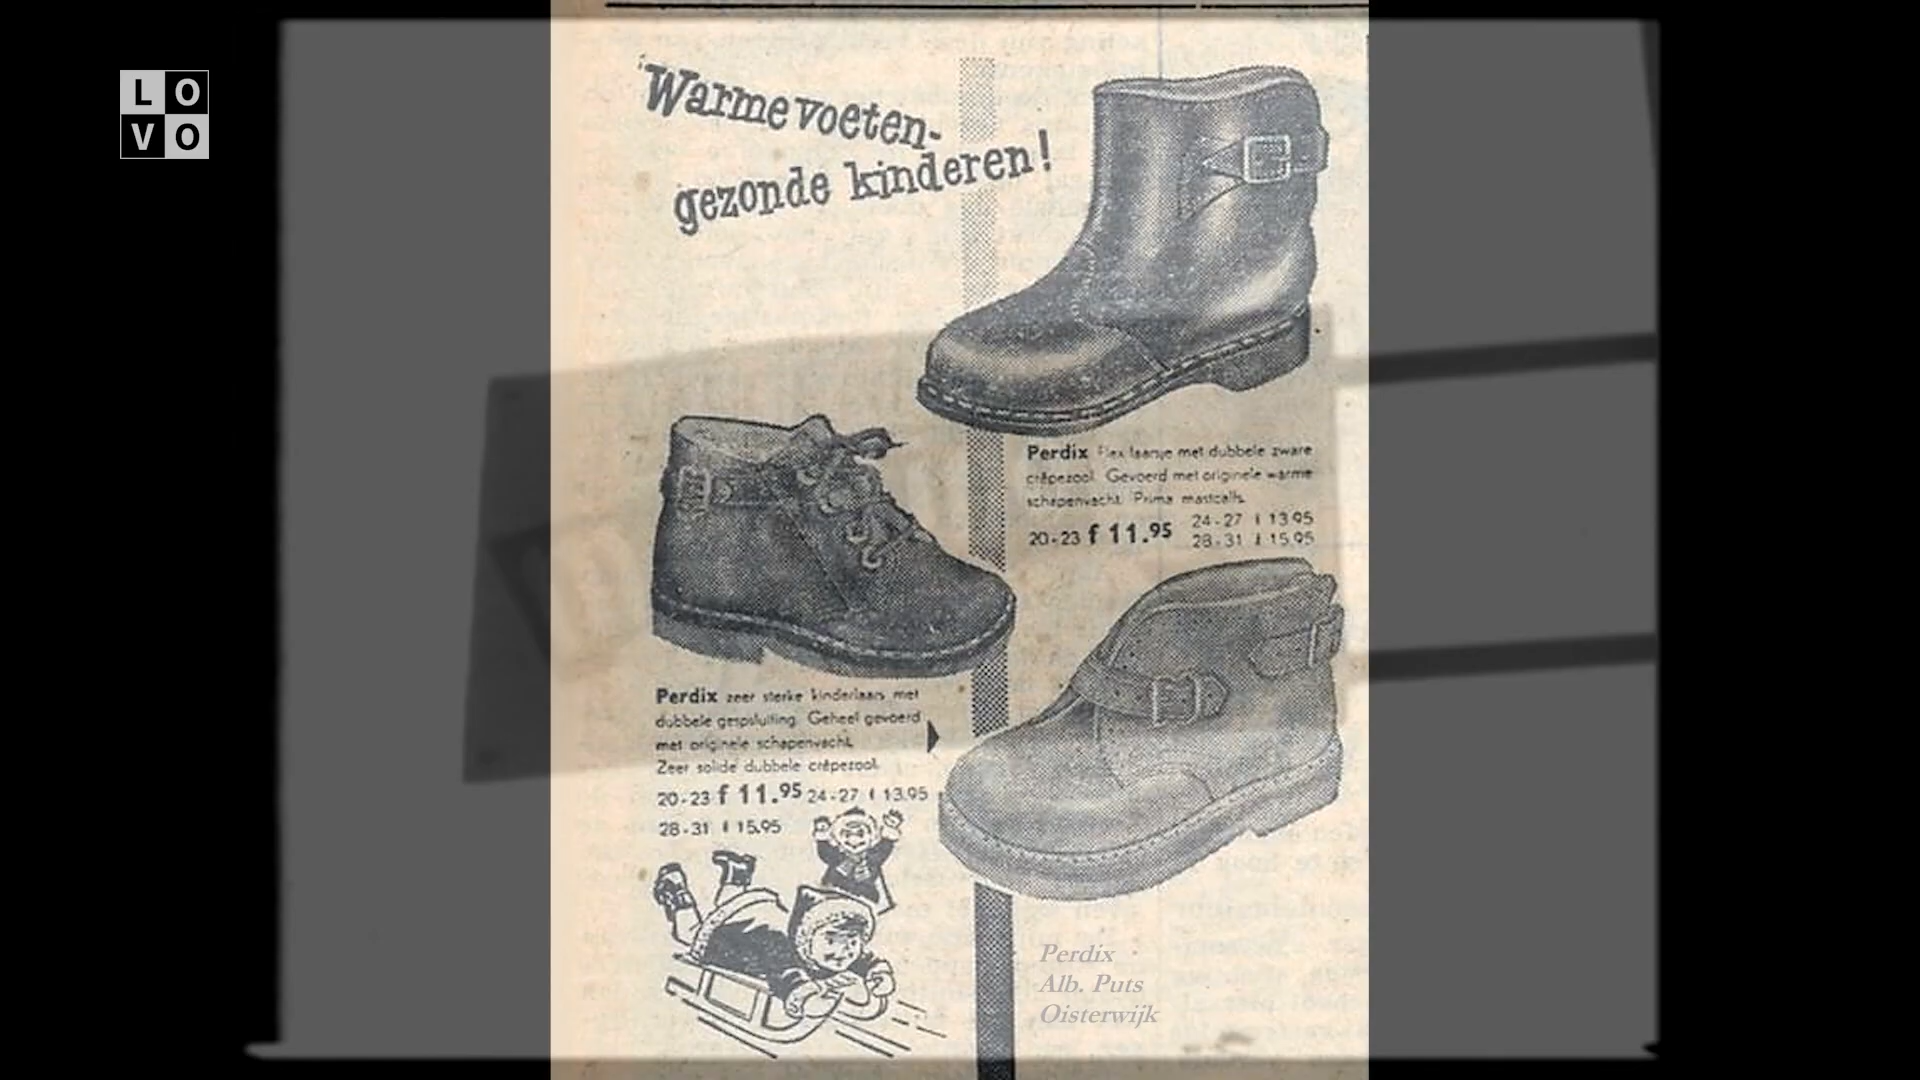 LO
VO
Warme voeten-
gezonde kinderen!
Perdix Flex laarsje met dubbele zware
crêpezool. Gevoerd met originele warme
schapenvacht. Prima mastcalfs.
20-23 f 11.95 24-27 f 13.95
28-31 f 15.95
Perdix zeer sterke kinderlaars met
dubbele gespsluiting. Geheel gevoerd
met originele schapenvacht.
Zeer solide dubbele crêpezool.
20-23 f 11.95 24-27 f 13.95
28-31 f 15.95
Perdix
Alb. Puts
Oisterwijk